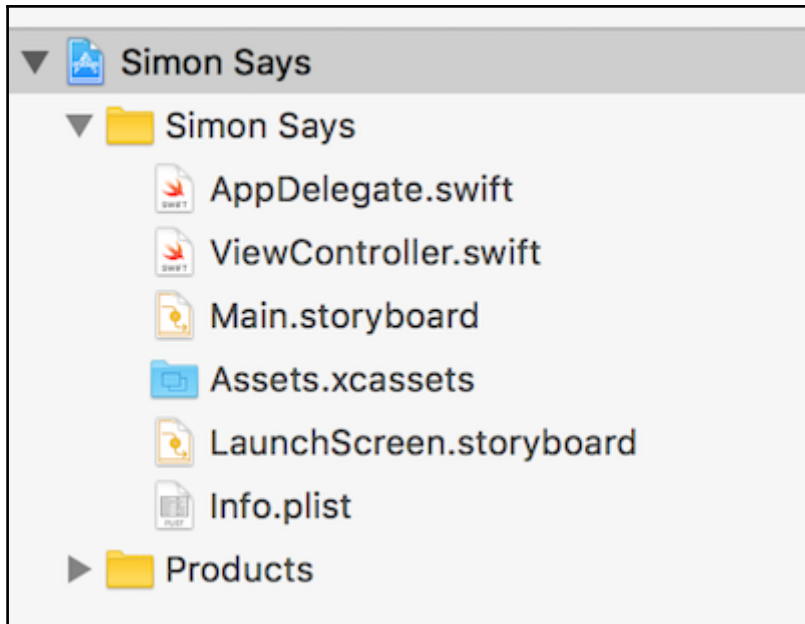 Simon Says
Simon Says
AppDelegate.swift
ViewController.swift
Main.storyboard
Assets.xcassets
LaunchScreen.storyboard
Info.plist
Products